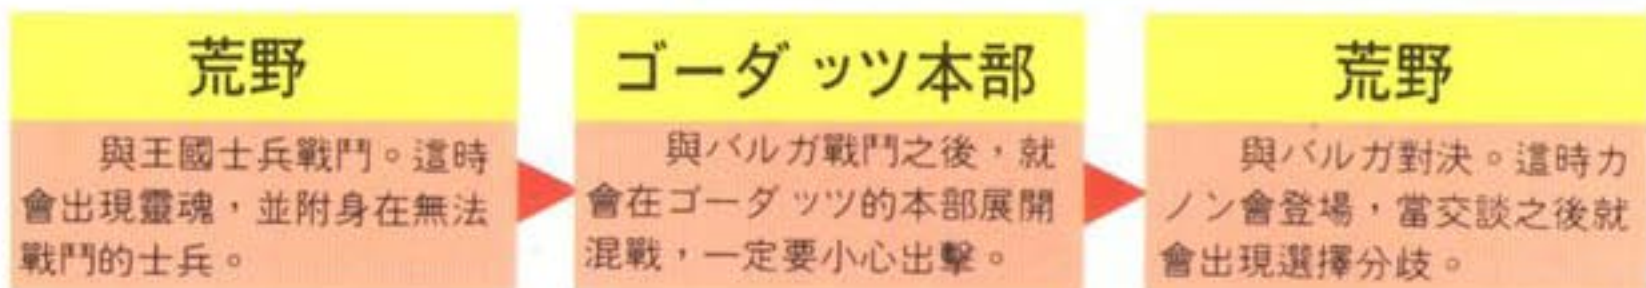 荒野
與王國士兵戰鬥。這時
會出現靈魂，並附身在無法
戰鬥的士兵。
ゴーダッツ本部
與バルガ戰鬥之後，就
會在ゴーダッツ的本部展開
混戰，一定要小心出擊。
荒野
與バルガ對決。這時カ
ノン會登場，當交談之後就
會出現選擇分歧。